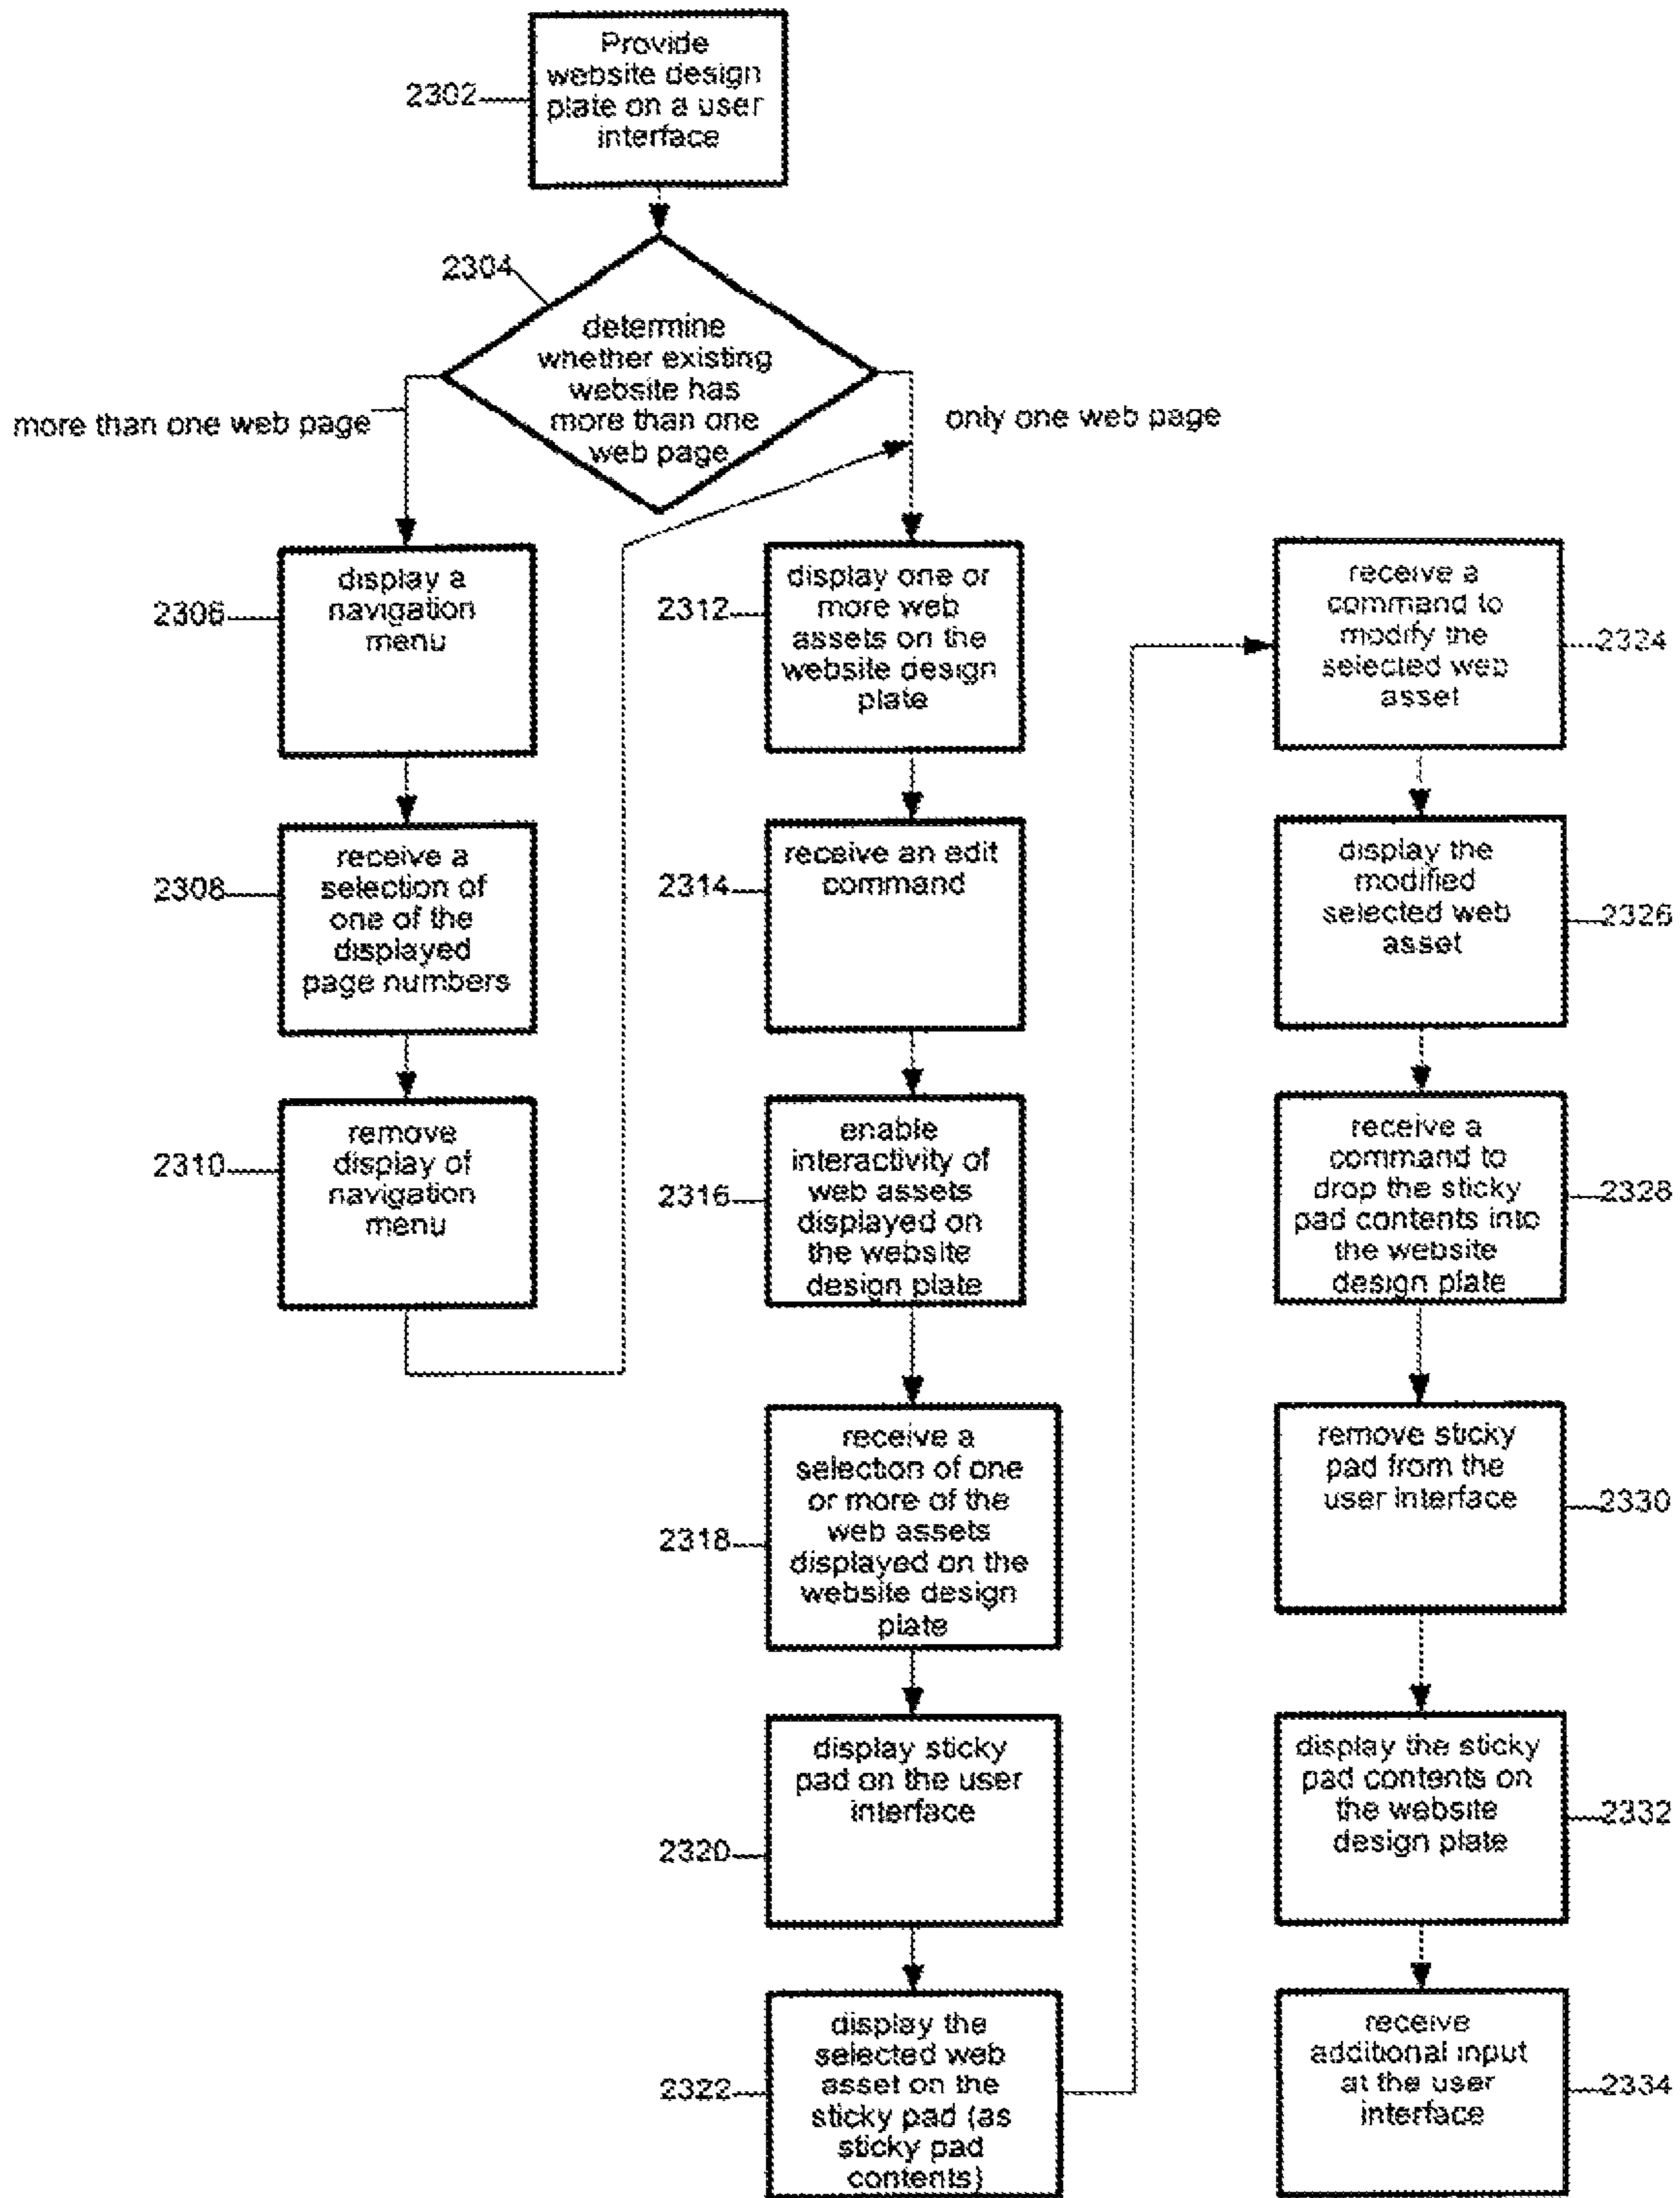 Provide
website design
plate on a user
interface
2302
2304
determine
whether existing
website has
more than one
web page
more than one web page
only one web page
display a
navigation
menu
2306
receive a
selection of
one of the
displayed
page numbers
2308
remove
display of
navigation
menu
2310
display one or
more web
assets on the
website design
plate
2312
receive an edit
command
2314
enable
interactivity of
web assets
displayed on
the website
design plate
2316
receive a
selection of one
or more of the
web assets
displayed on the
website design
plate
2318
display sticky
pad on the user
interface
2320
display the
selected web
asset on the
sticky pad (as
sticky pad
contents)
2322
receive a
command to
modify the
selected web
asset
2324
display the
modified
selected web
asset
2326
receive a
command to
drop the sticky
pad contents into
the website
design plate
2328
remove sticky
pad from the
user interface
2330
display the sticky
pad contents on
the website
design plate
2332
receive
additional input
at the user
interface
2334